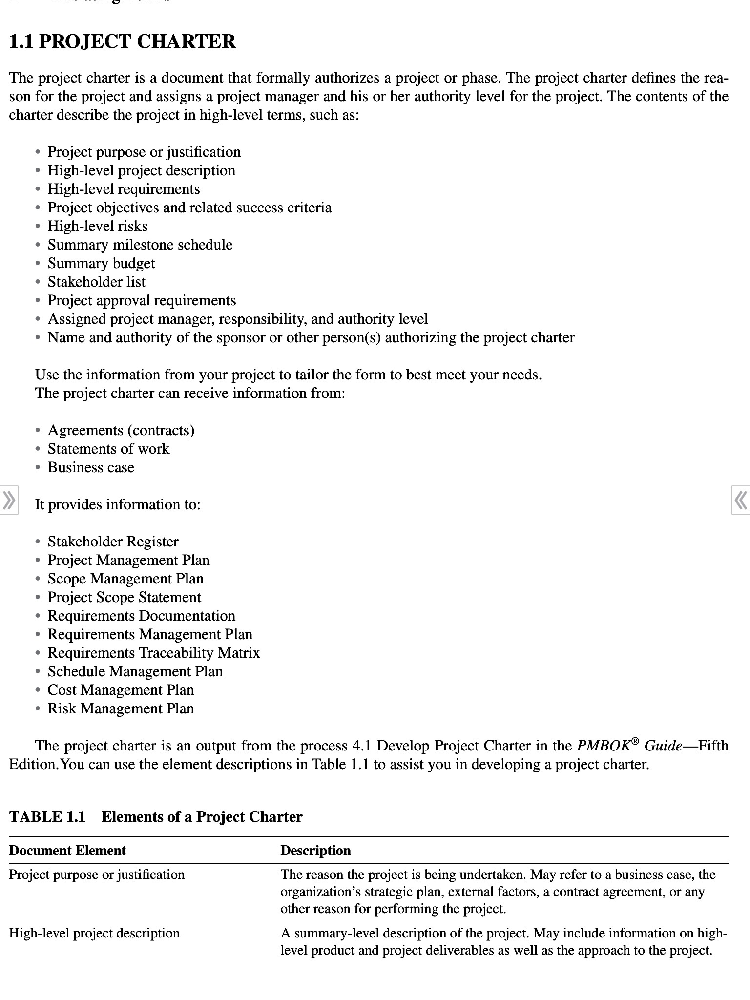 1.1 PROJECT CHARTER
The project charter is a document that formally authorizes a project or phase. The project charter defines the rea-
son for the project and assigns a project manager and his or her authority level for the project. The contents of the
charter describe the project in high-level terms, such as:
• Project purpose or justification
• High-level project description
• High-level requirements
• Project objectives and related success criteria
• High-level risks
• Summary milestone schedule
• Summary budget
• Stakeholder list
• Project approval requirements
• Assigned project manager, responsibility, and authority level
• Name and authority of the sponsor or other person(s) authorizing the project charter
Use the information from your project to tailor the form to best meet your needs.
The project charter can receive information from:
• Agreements (contracts)
• Statements of work
• Business case
It provides information to:
• Stakeholder Register
• Project Management Plan
• Scope Management Plan
• Project Scope Statement
• Requirements Documentation
• Requirements Management Plan
• Requirements Traceability Matrix
• Schedule Management Plan
• Cost Management Plan
• Risk Management Plan
The project charter is an output from the process 4.1 Develop Project Charter in the PMBOK® Guide—Fifth
Edition.You can use the element descriptions in Table 1.1 to assist you in developing a project charter.
TABLE 1.1 Elements of a Project Charter
Document Element Description
Project purpose or justification The reason the project is being undertaken. May refer to a business case, the
organization’s strategic plan, external factors, a contract agreement, or any
other reason for performing the project.
High-level project description A summary-level description of the project. May include information on high-
level product and project deliverables as well as the approach to the project.